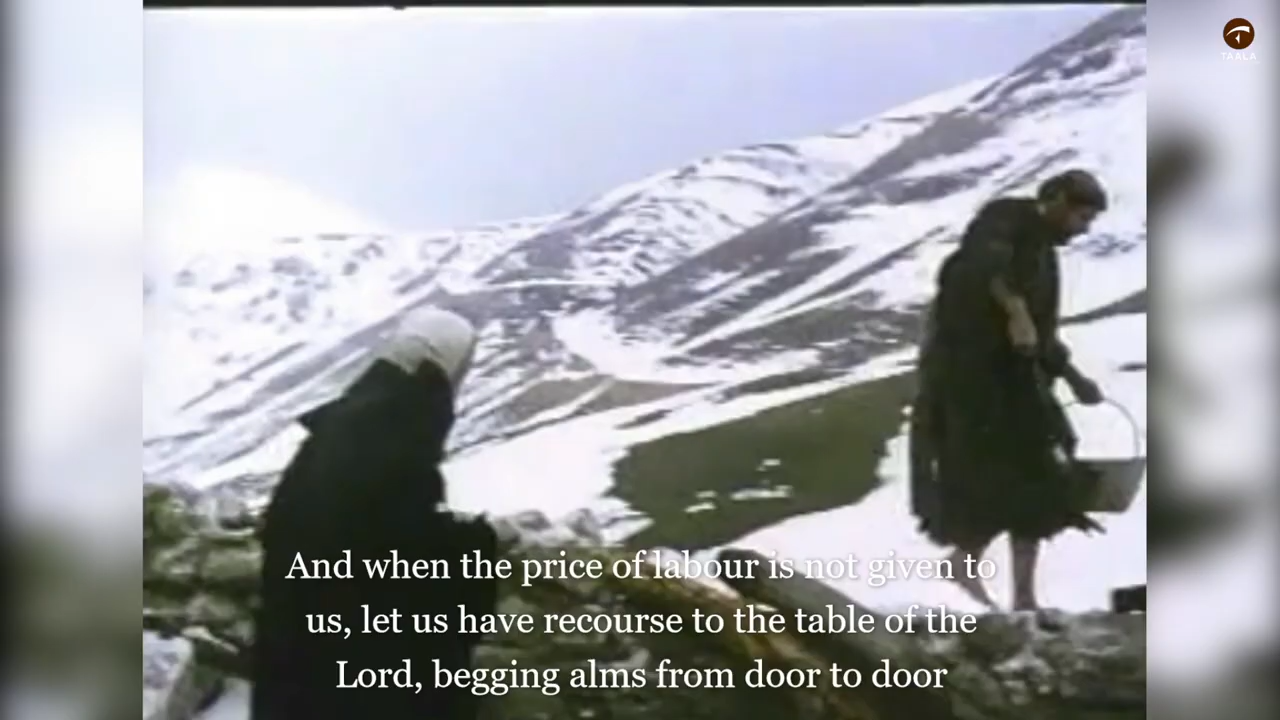 TAALA
And when the price of labour is not given to
us, let us have recourse to the table of the
Lord, begging alms from door to door